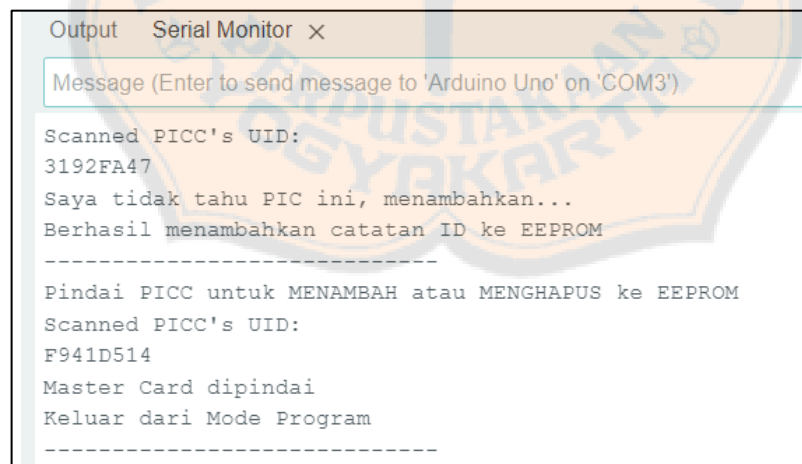 Output Serial Monitor ×
Message (Enter to send message to 'Arduino Uno' on 'COM3')
Scanned PICC's UID:
3192FA47
Saya tidak tahu PIC ini, menambahkan...
Berhasil menambahkan catatan ID ke EEPROM
-----------------------------
Pindai PICC untuk MENAMBAH atau MENGHAPUS ke EEPROM
Scanned PICC's UID:
F941D514
Master Card dipindai
Keluar dari Mode Program
-----------------------------
PERPUSTAKAAN
YOGYAKARTA